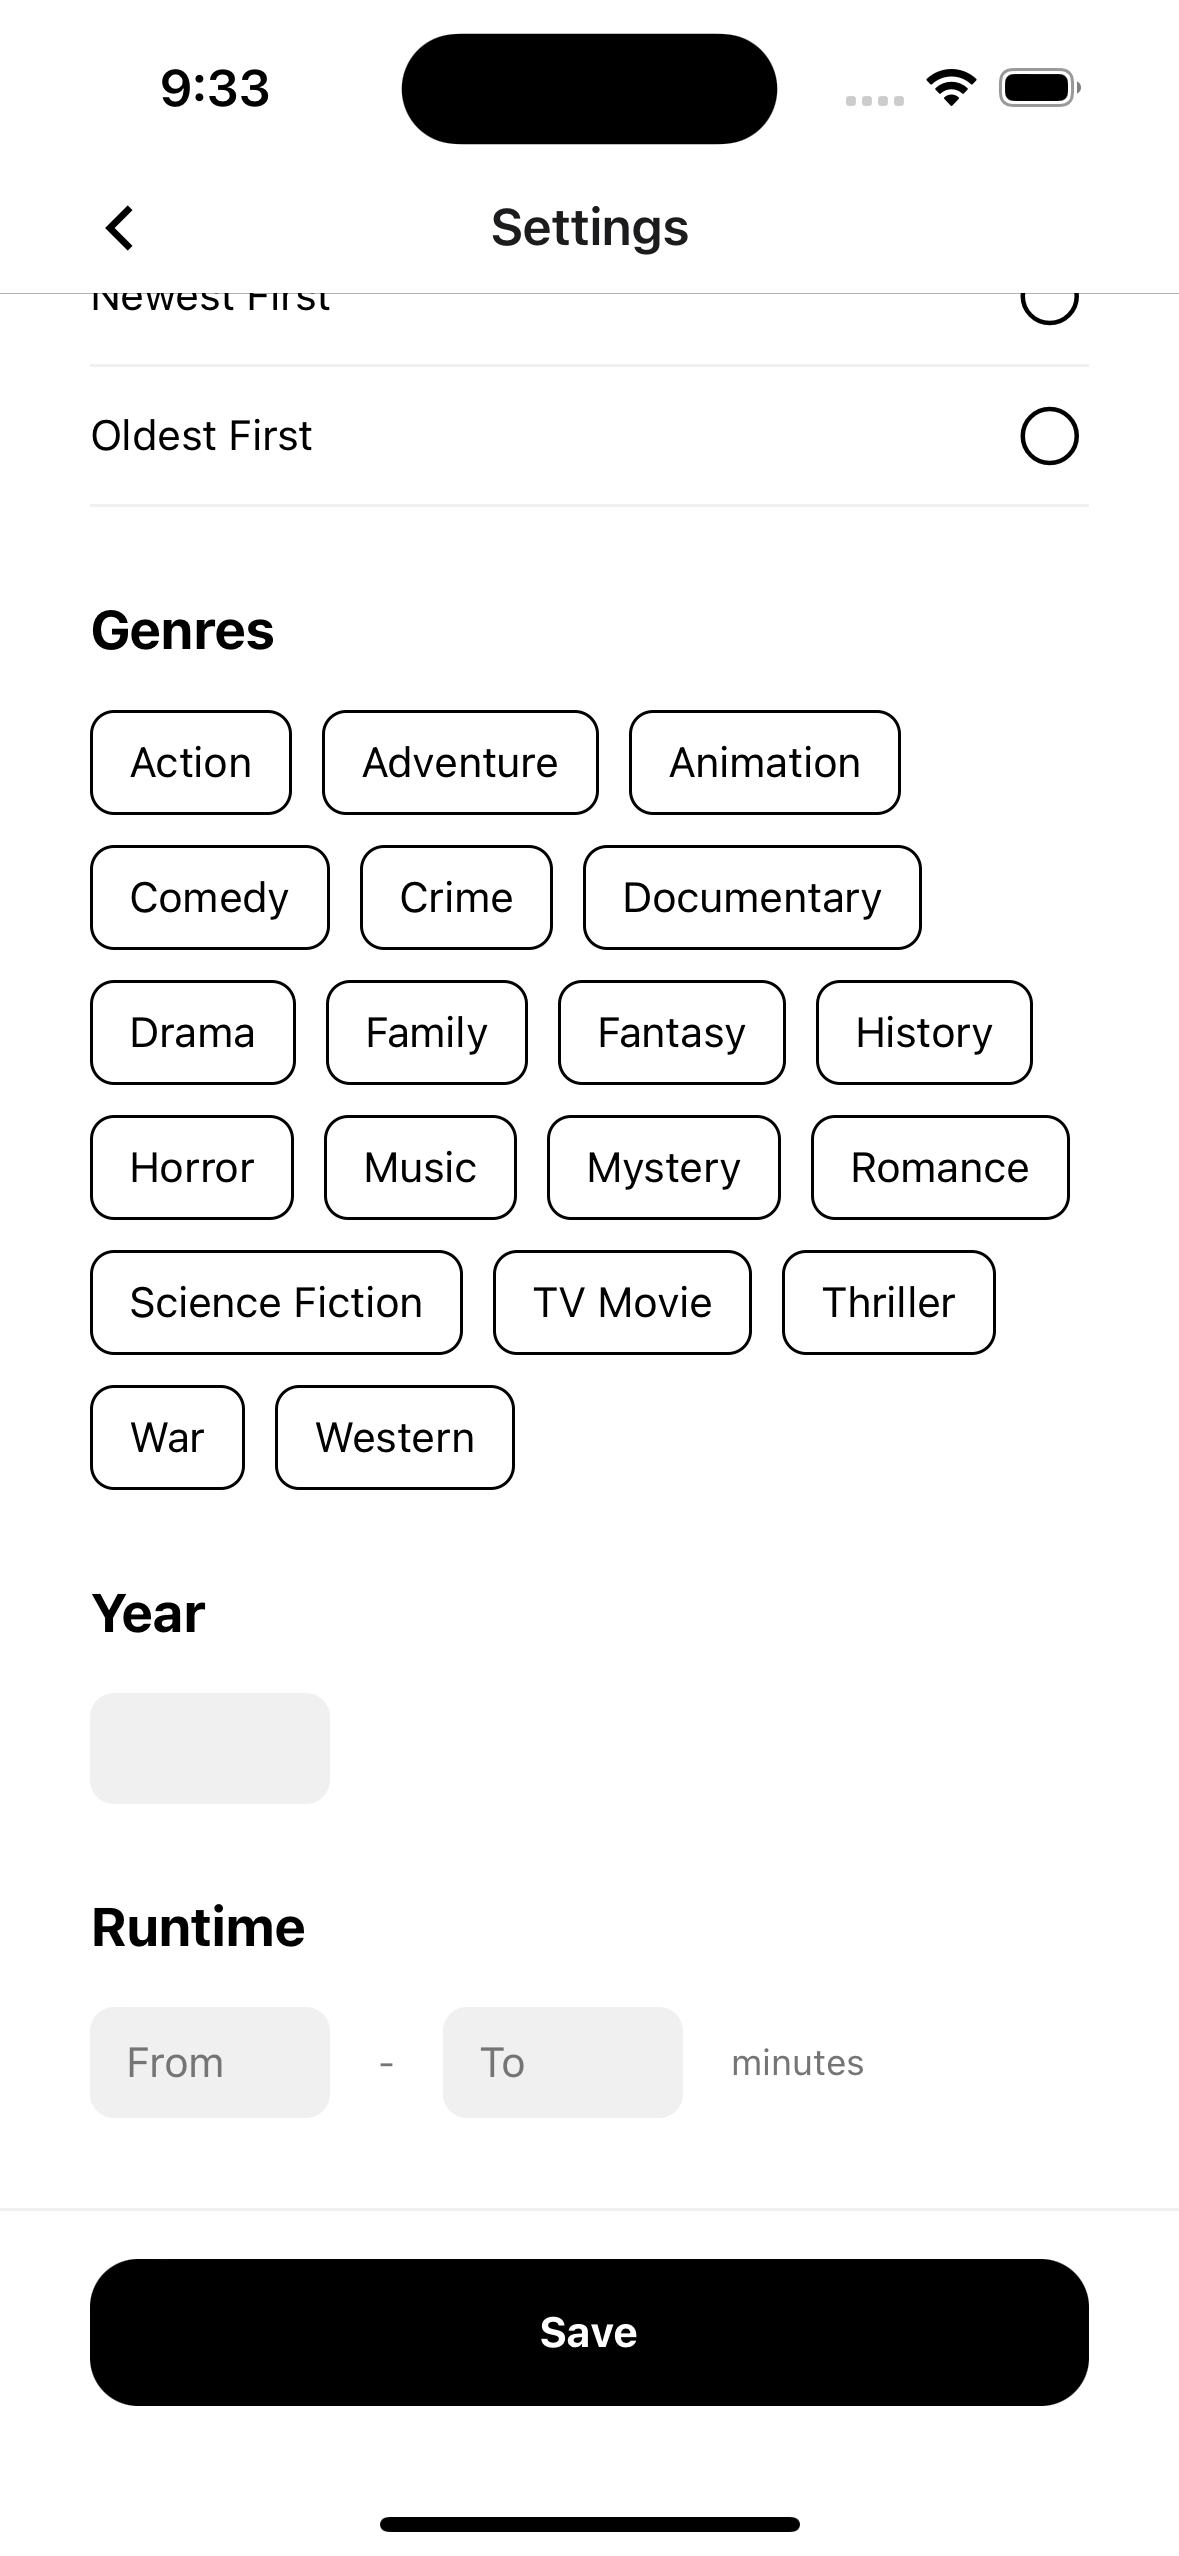 9:33
Settings
Newest First
Oldest First
Genres
Action Adventure Animation
Comedy Crime Documentary
Drama Family Fantasy History
Horror Music Mystery Romance
Science Fiction TV Movie Thriller
War Western
Year
Runtime
From - To minutes
Save